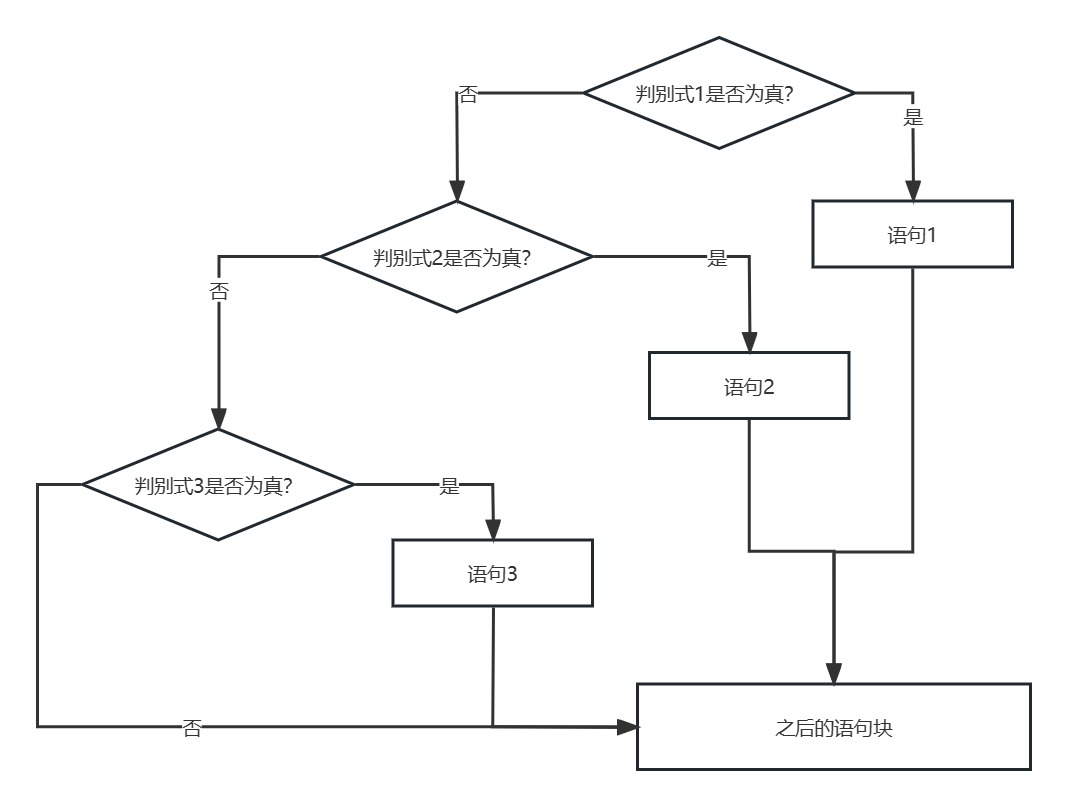 判别式1是否为真?
否
是
语句1
判别式2是否为真?
是
否
语句2
判别式3是否为真?
是
语句3
否
之后的语句块